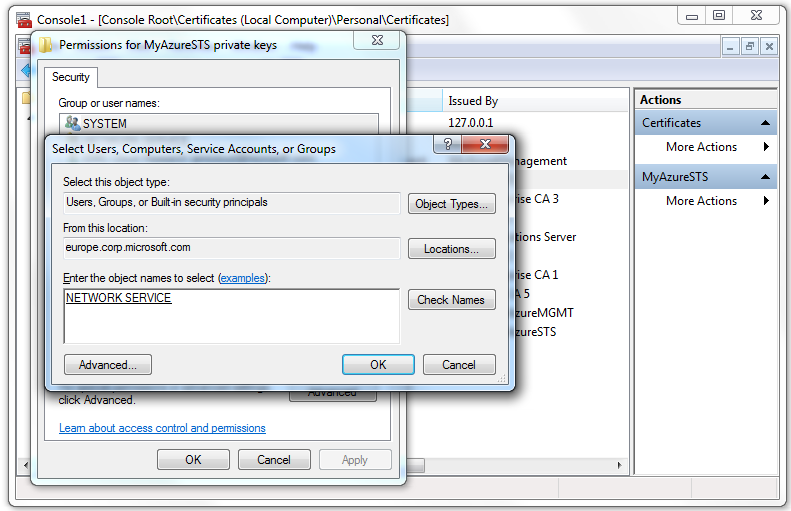 Console1 - [Console Root\Certificates (Local Computer)\Personal\Certificates]
Permissions for MyAzureSTS private keys
Security
Group or user names:
SYSTEM
Issued By
127.0.0.1
Actions
Certificates
More Actions
MyAzureSTS
More Actions
Select Users, Computers, Service Accounts, or Groups
Select this object type:
Users, Groups, or Built-in security principals
Object Types...
From this location:
europe.corp.microsoft.com
Locations...
Enter the object names to select (examples):
NETWORK SERVICE
Check Names
Advanced...
OK
Cancel
click Advanced.
Advanced
Learn about access control and permissions
OK
Cancel
Apply
CA 3
tions Server
CA 1
A 5
zureMGMT
zureSTS